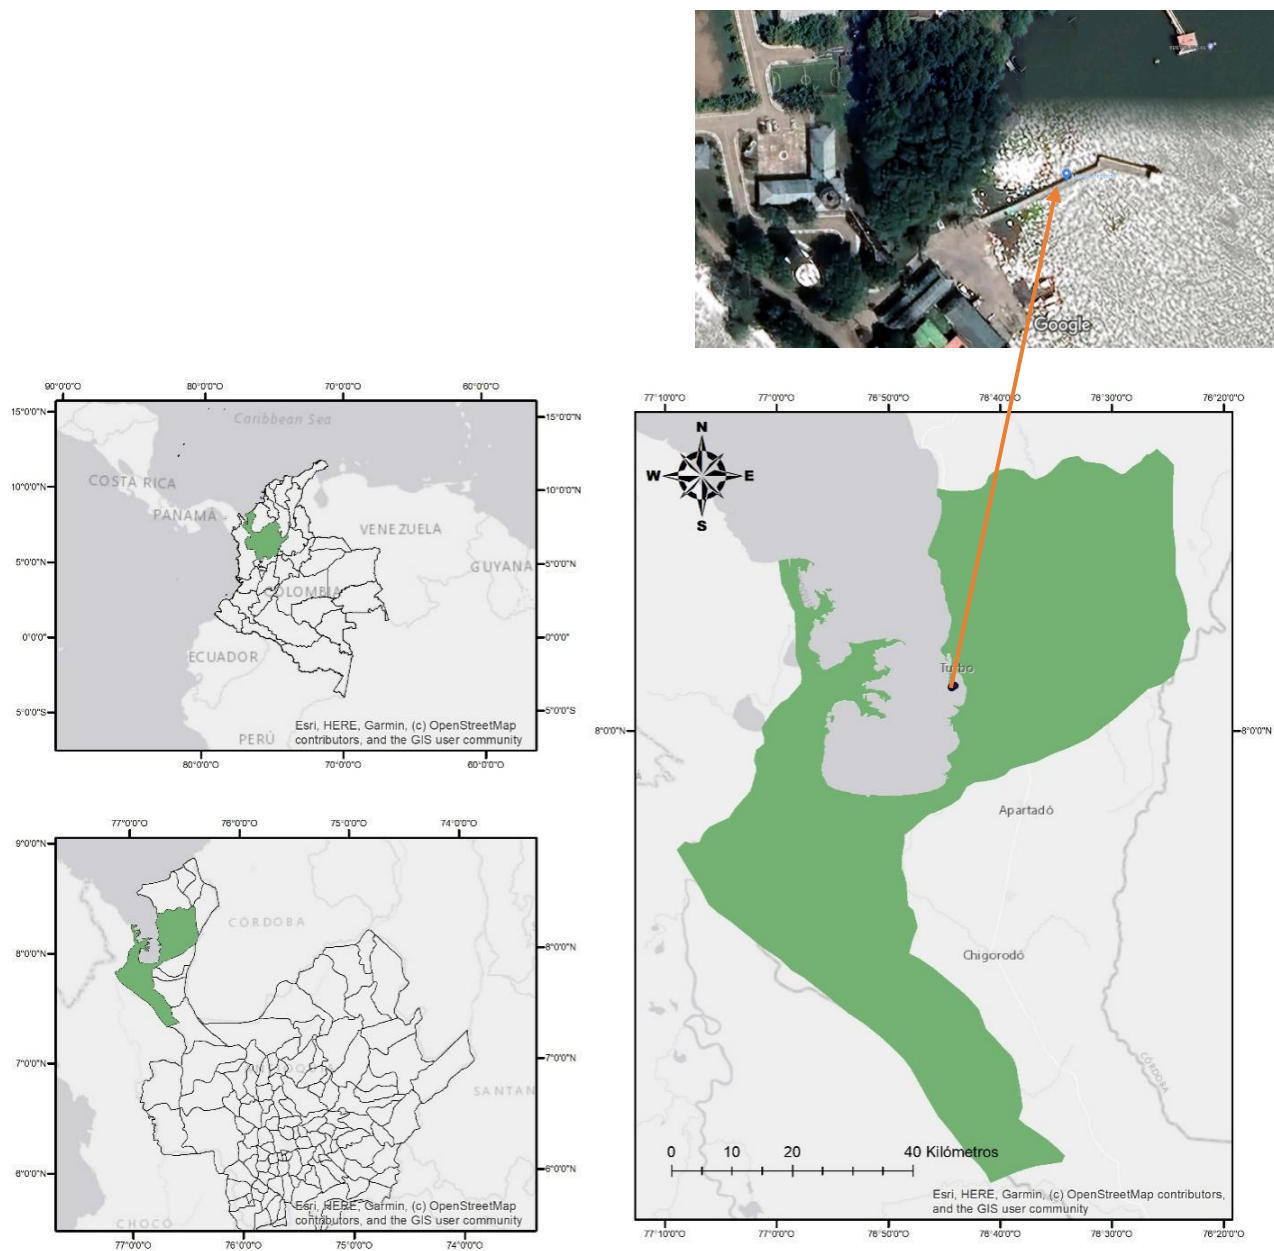 Google
90°0'0"O 80°0'0"O 70°0'0"O 60°0'0"O
15°0'0"N
10°0'0"N
5°0'0"N
0°0'0"
5°0'0"S
15°0'0"N
10°0'0"N
5°0'0"N
0°0'0"
5°0'0"S
Caribbean Sea
COSTA RICA
PANAMÁ
VENEZUELA
GUYANA
COLOMBIA
ECUADOR
PERÚ
Esri, HERE, Garmin, (c) OpenStreetMap
contributors, and the GIS user community
80°0'0"O 70°0'0"O 60°0'0"O
77°0'0"O 76°0'0"O 75°0'0"O 74°0'0"O
9°0'0"N
8°0'0"N
7°0'0"N
6°0'0"N
8°0'0"N
7°0'0"N
6°0'0"N
CÓRDOBA
SANTAN
CHOCÓ
Esri, HERE, Garmin, (c) OpenStreetMap
contributors, and the GIS user community
77°0'0"O 76°0'0"O 75°0'0"O 74°0'0"O
77°10'0"O 77°0'0"O 76°50'0"O 76°40'0"O 76°30'0"O 76°20'0"O
N
W E
S
Turbo
8°0'0"N
8°0'0"N
Apartadó
Chigorodó
CÓRDOBA
0 10 20 40 Kilómetros
Esri, HERE, Garmin, (c) OpenStreetMap contributors,
and the GIS user community
77°10'0"O 77°0'0"O 76°50'0"O 76°40'0"O 76°30'0"O 76°20'0"O